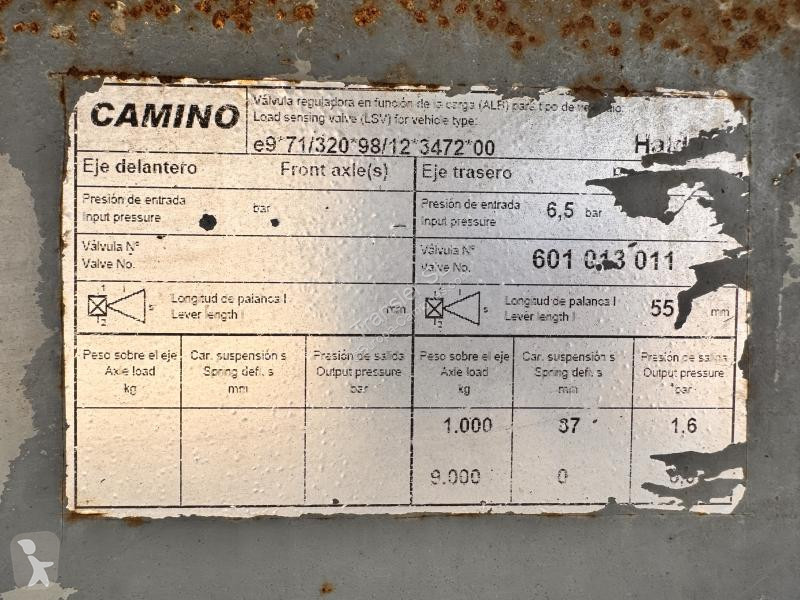 CAMINO
Válvula reguladora en función de la carga (ALR) para tipo de
Load sensing valve (LSV) for vehicle type:
e9*71/320*98/12*3472*00
Eje delantero Front axle(s) Eje trasero
Presión de entrada bar Presión de entrada 6,5 bar
Input pressure Input pressure
Válvula N° Válvula N°
Valve No. Valve No. 601 013 011
1 l s 2 Longitud de palanca l mm 1 l s 2 Longitud de palanca l 55 mm
Lever length l Lever length l
Peso sobre el eje Car. suspensión s Presión de salida Peso sobre el eje Car. suspensión s Presión de salida
Axle load Spring defl. s Output pressure Axle load Spring defl. s Output pressure
kg mm bar kg mm bar
1.000 37 1,6
9.000 0